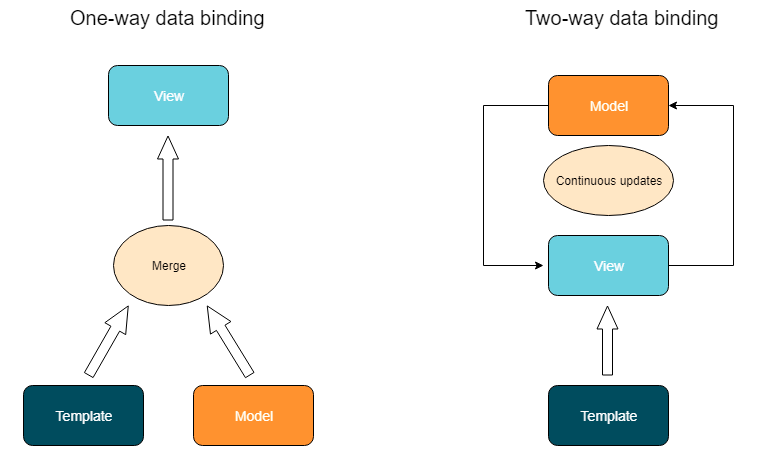 One-way data binding
View
Merge
Template
Model
Two-way data binding
Model
Continuous updates
View
Template